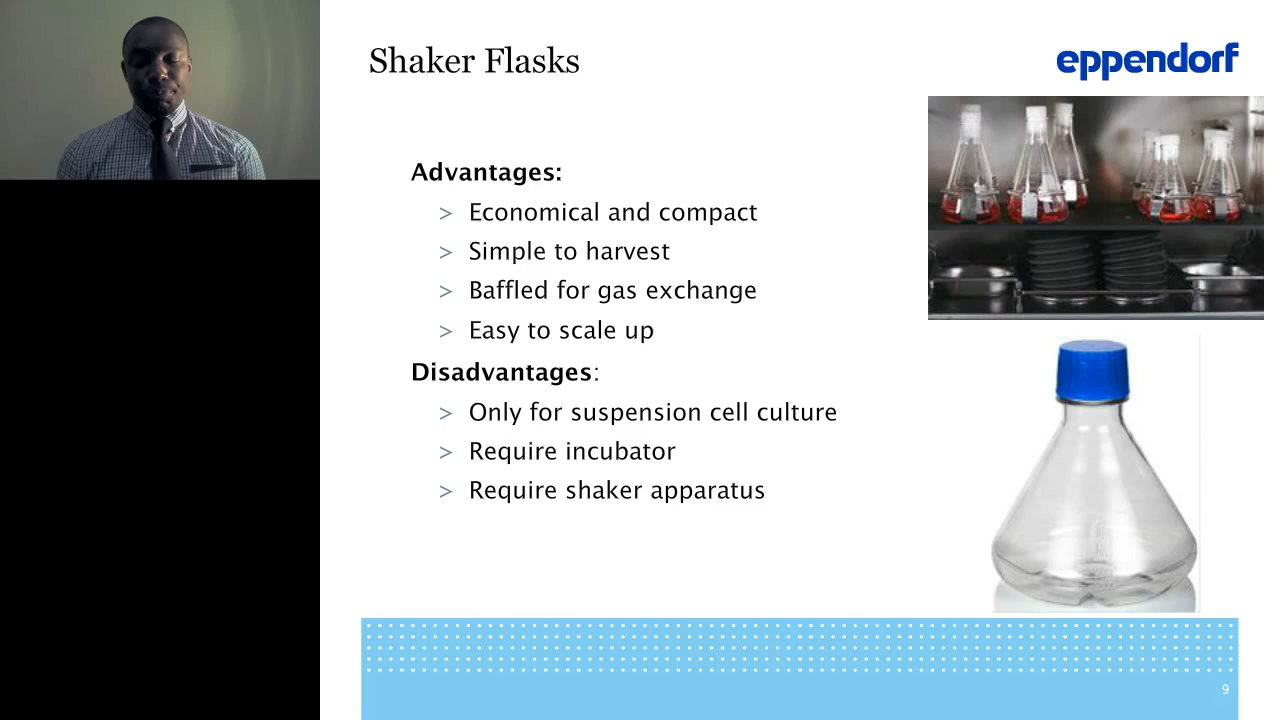 Shaker Flasks
eppendorf
Advantages:
> Economical and compact
> Simple to harvest
> Baffled for gas exchange
> Easy to scale up
Disadvantages:
> Only for suspension cell culture
> Require incubator
> Require shaker apparatus
9